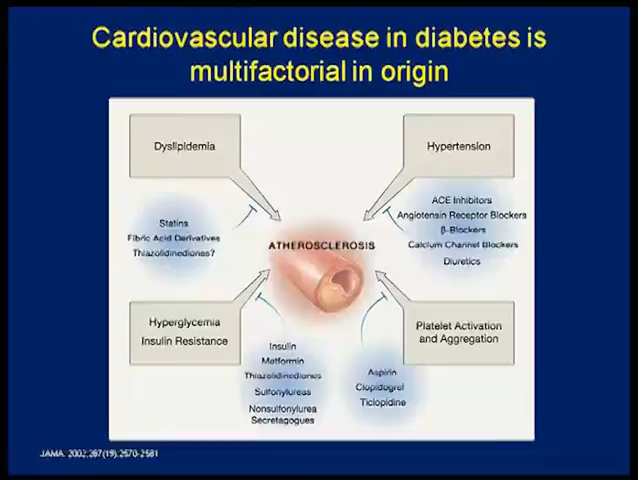 Cardiovascular disease in diabetes is
multifactorial in origin
Dyslipidemia
Hypertension
Statins
Fibric Acid Derivatives
Thiazolidinediones?
ACE Inhibitors
Angiotensin Receptor Blockers
β-Blockers
Calcium Channel Blockers
Diuretics
ATHEROSCLEROSIS
Hyperglycemia
Insulin Resistance
Platelet Activation
and Aggregation
Insulin
Metformin
Thiazolidinediones
Sulfonylureas
Nonsulfonylurea
Secretagogues
Aspirin
Clopidogrel
Ticlopidine
JAMA. 2002;287(19):2570-2581